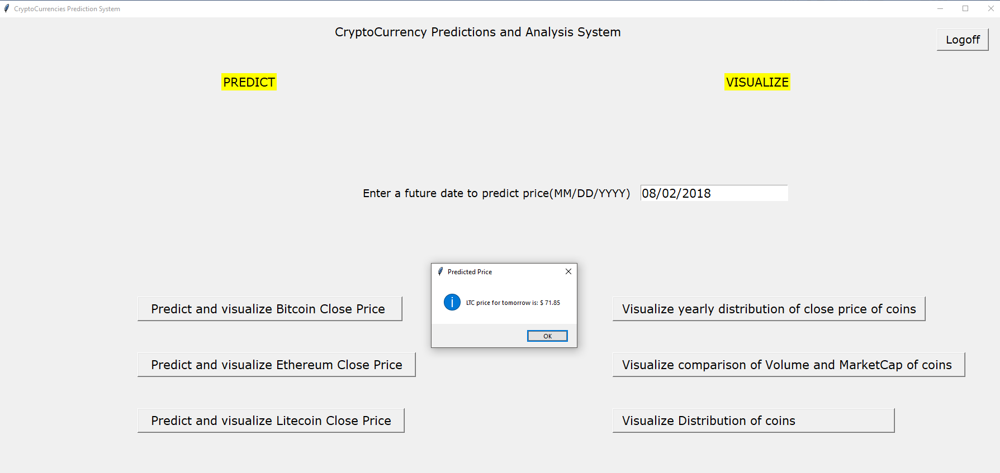 CryptoCurrencies Prediction System
CryptoCurrency Predictions and Analysis System
Logoff
PREDICT
VISUALIZE
Enter a future date to predict price(MM/DD/YYYY)
08/02/2018
Predicted Price
LTC price for tomorrow is: $ 71.85
OK
Predict and visualize Bitcoin Close Price
Visualize yearly distribution of close price of coins
Predict and visualize Ethereum Close Price
Visualize comparison of Volume and MarketCap of coins
Predict and visualize Litecoin Close Price
Visualize Distribution of coins